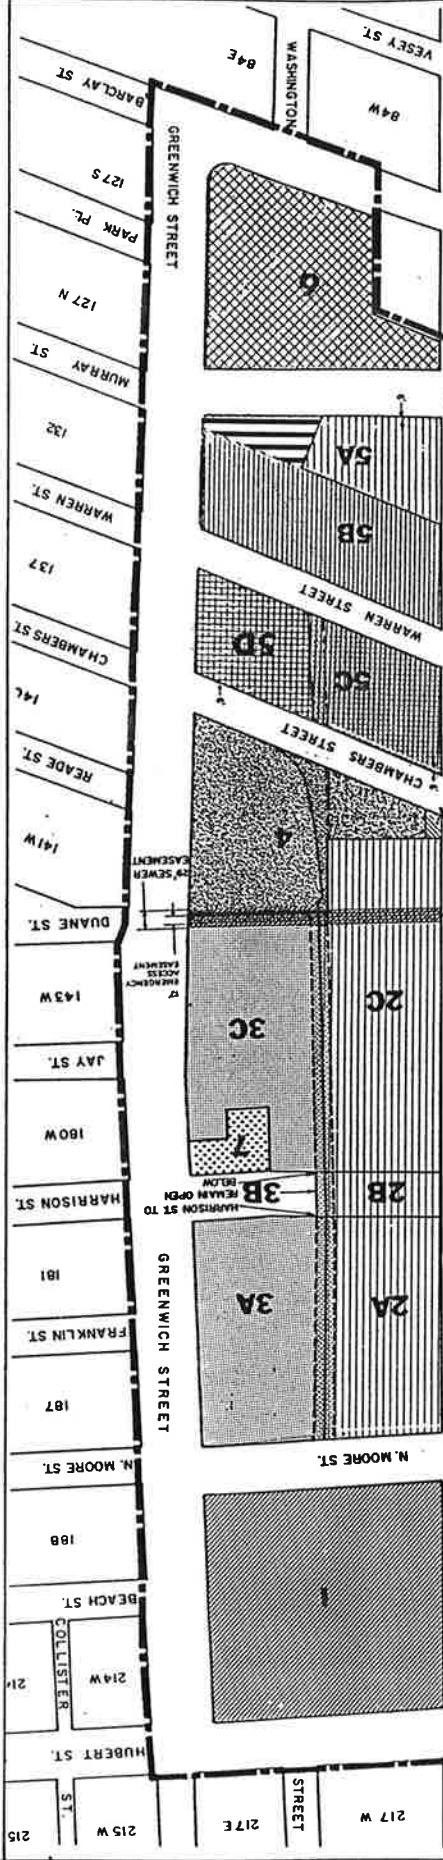 VESEY ST.
84W
WASHINGTON
84E
BARCLAY ST.
GREENWICH STREET
127 S
PARK PL.
6
127 N
MURRAY ST.
132
5A
5B
WARREN ST.
WARREN STREET
137
5D
5C
CHAMBERS ST.
CHAMBERS STREET
READE ST.
4
141W
29' SEWER
EASEMENT
DUANE ST.
EMERGENCY
ACCESS
EASEMENT
143W
3C
2C
JAY ST.
180W
7
HARRISON ST.
HARRISON ST. TO
REMAIN OPEN
BELOW
3B
2B
181
GREENWICH STREET
3A
2A
FRANKLIN ST.
187
N. MOORE ST.
N. MOORE ST.
188
BEACH ST.
COLLISTER
ST.
214W
HUBERT ST.
215
215 W
217E
STREET
217 W